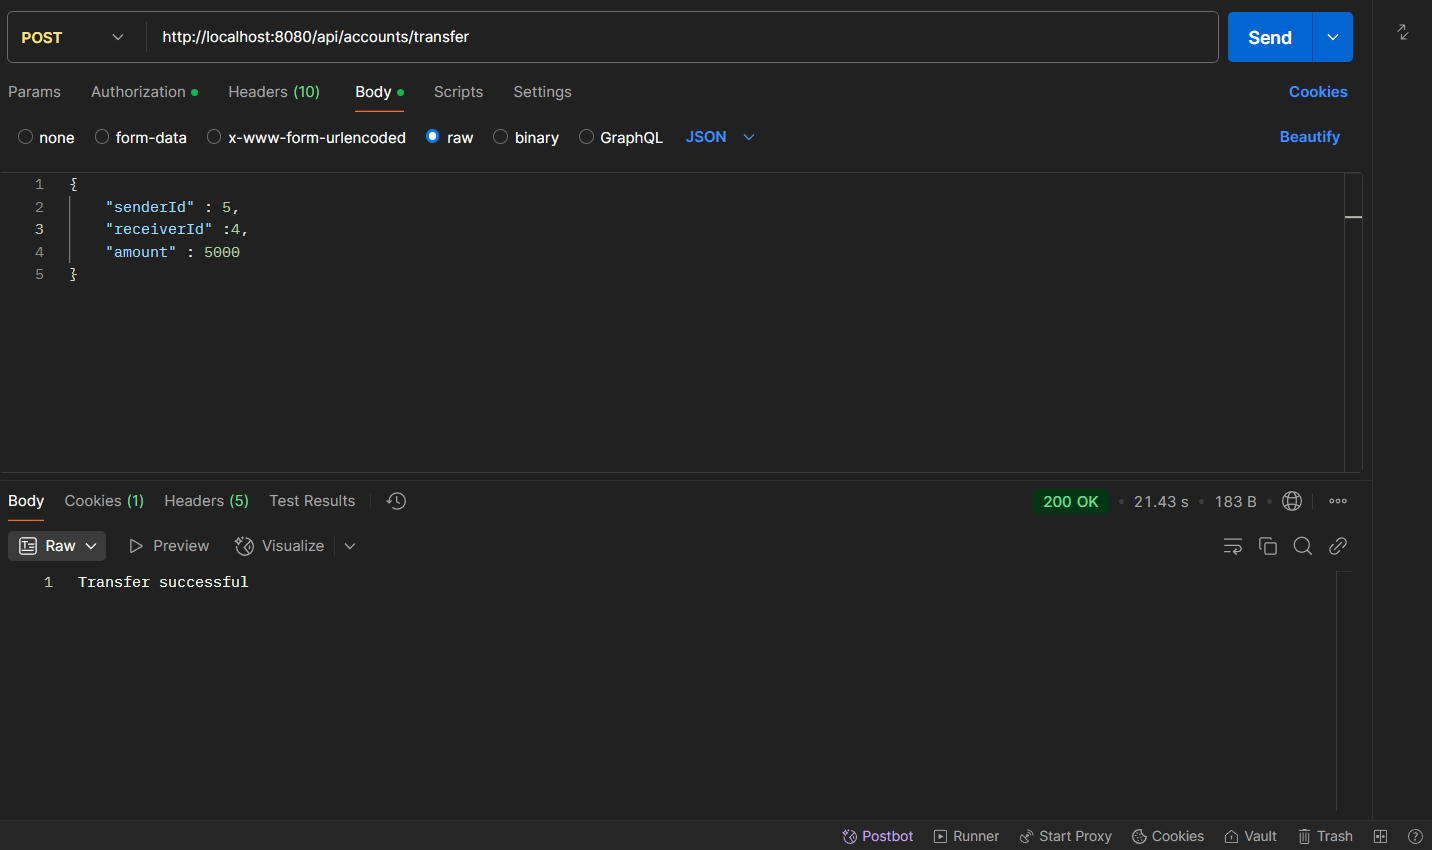 POST http://localhost:8080/api/accounts/transfer Send
Params Authorization Headers (10) Body Scripts Settings Cookies
none form-data x-www-form-urlencoded raw binary GraphQL JSON Beautify
1 {
2 "senderId" : 5,
3 "receiverId" :4,
4 "amount" : 5000
5 }
Body Cookies (1) Headers (5) Test Results 200 OK • 21.43 s • 183 B •
Raw Preview Visualize
1 Transfer successful
Postbot Runner Start Proxy Cookies Vault Trash